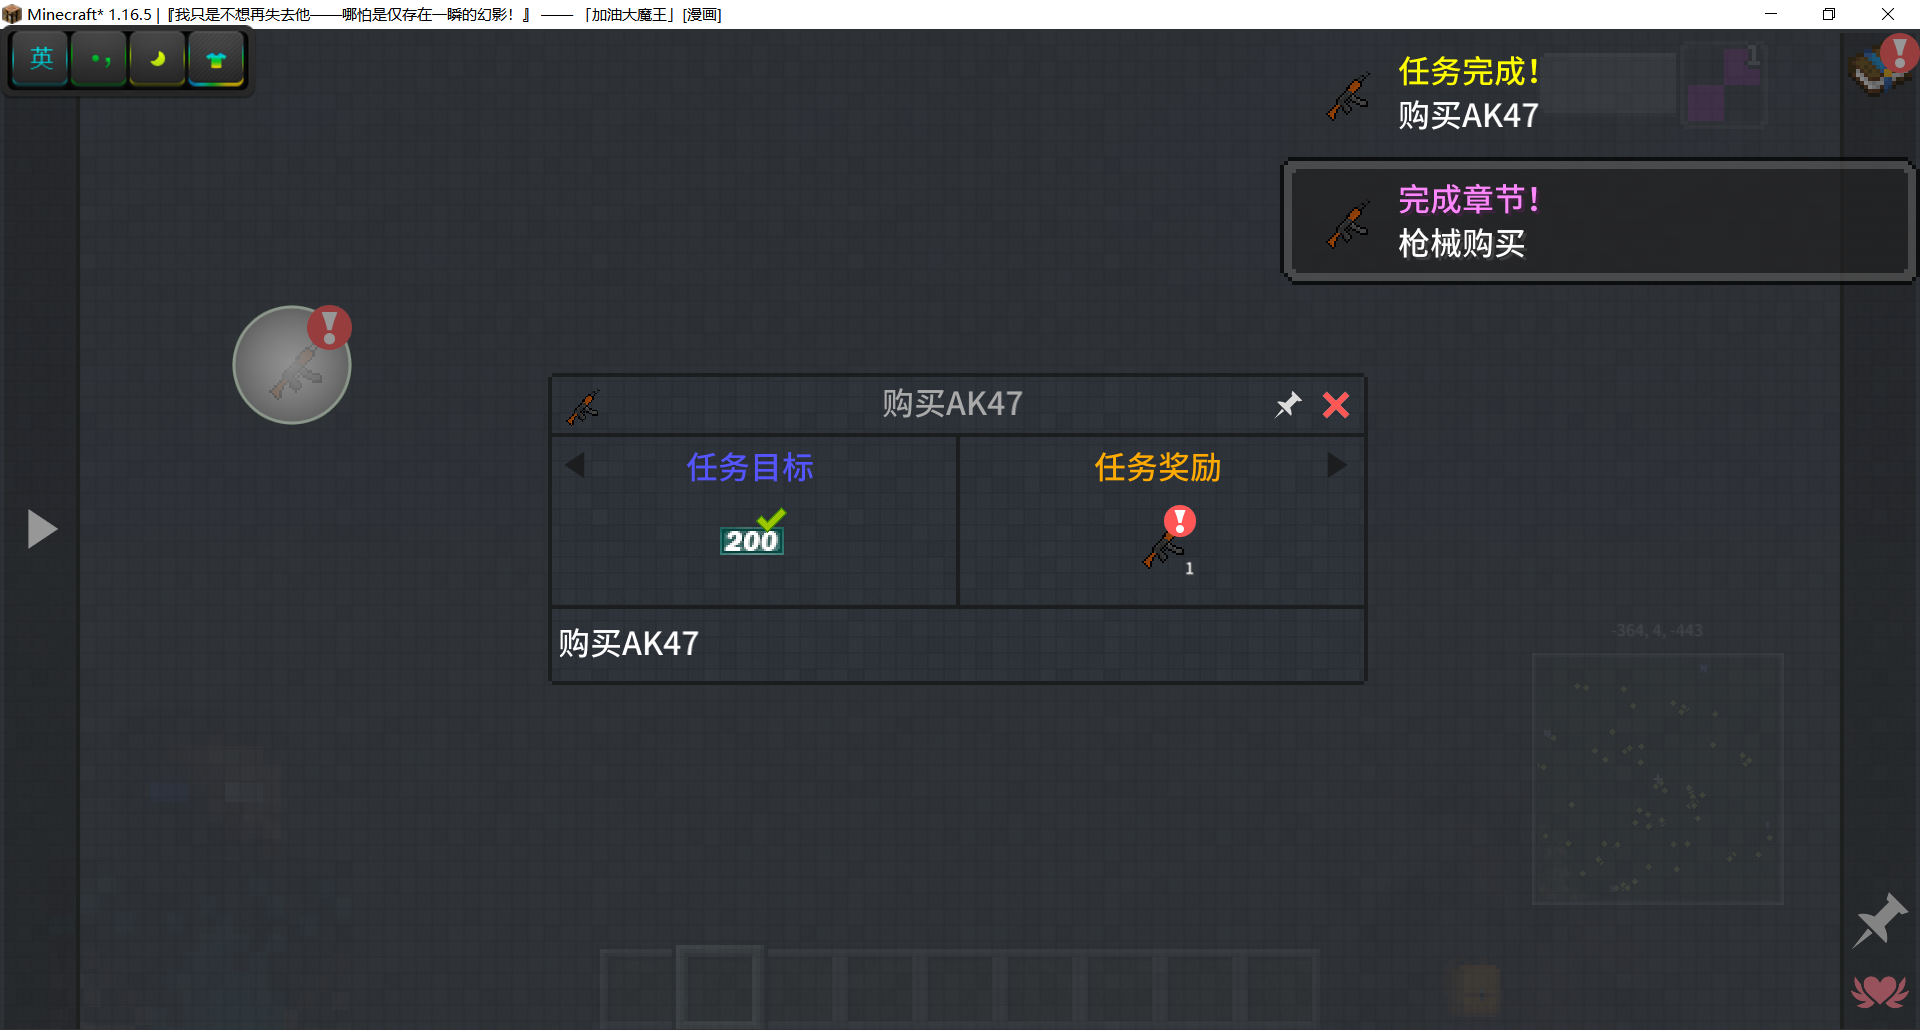 Minecraft* 1.16.5 |『我只是不想再失去他——哪怕是仅存在一瞬的幻影！』 —— 「加油大魔王」[漫画]
英
任务完成!
购买AK47
1
完成章节!
枪械购买
购买AK47
任务目标
任务奖励
200
1
购买AK47
-364, 4, -443
N